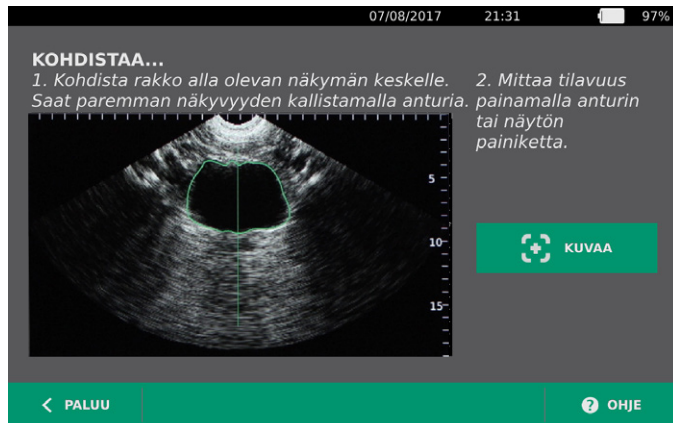 07/08/2017 21:31 97%
KOHDISTAA...
1. Kohdista rakko alla olevan näkymän keskelle.
Saat paremman näkyvyyden kallistamalla anturia.
2. Mittaa tilavuus
painamalla anturin
tai näytön
painiketta.
5
10
15
KUVAA
PALUU
? OHJE